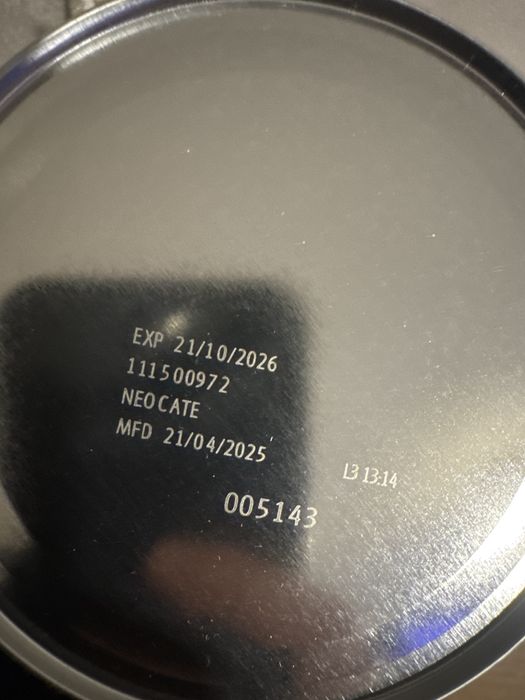 EXP 21/10/2026
111500972
NEOCATE
MFD 21/04/2025
L3 13:14
005143